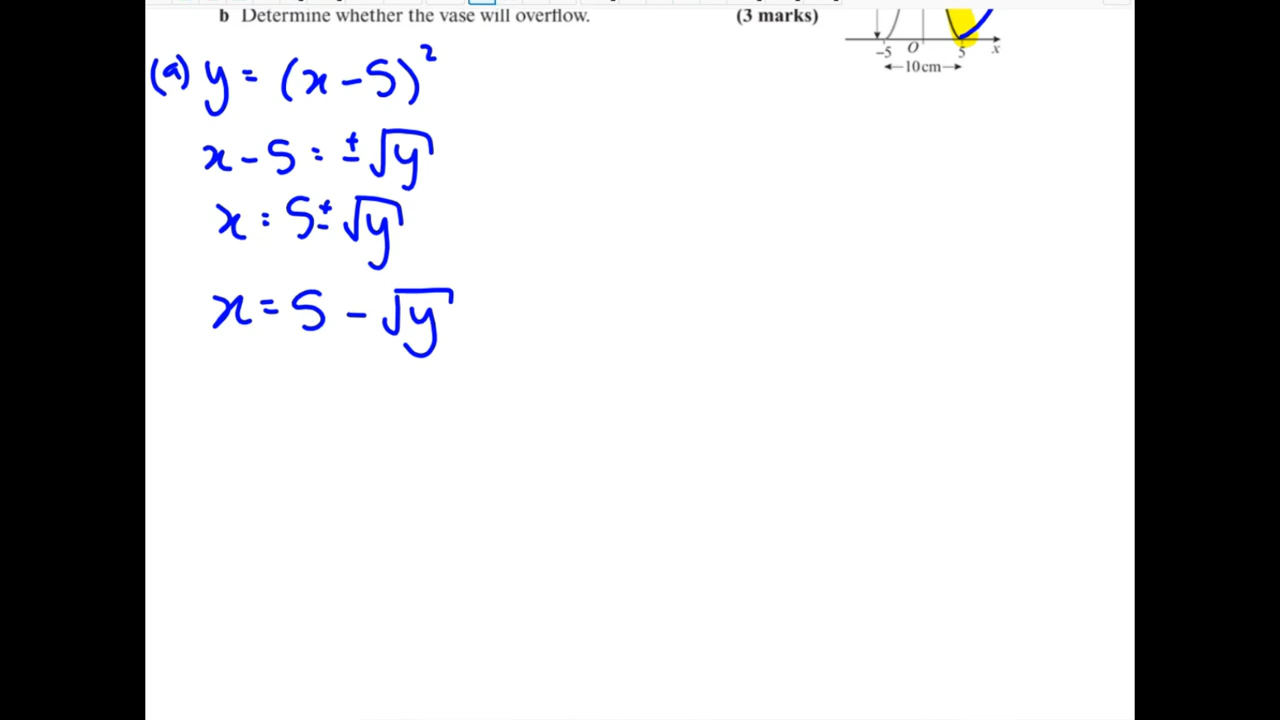 b Determine whether the vase will overflow. (3 marks)
-5 O 5 x
10cm
(a) y = (x - 5)²
x - 5 = ± √y
x = 5 ± √y
x = 5 - √y